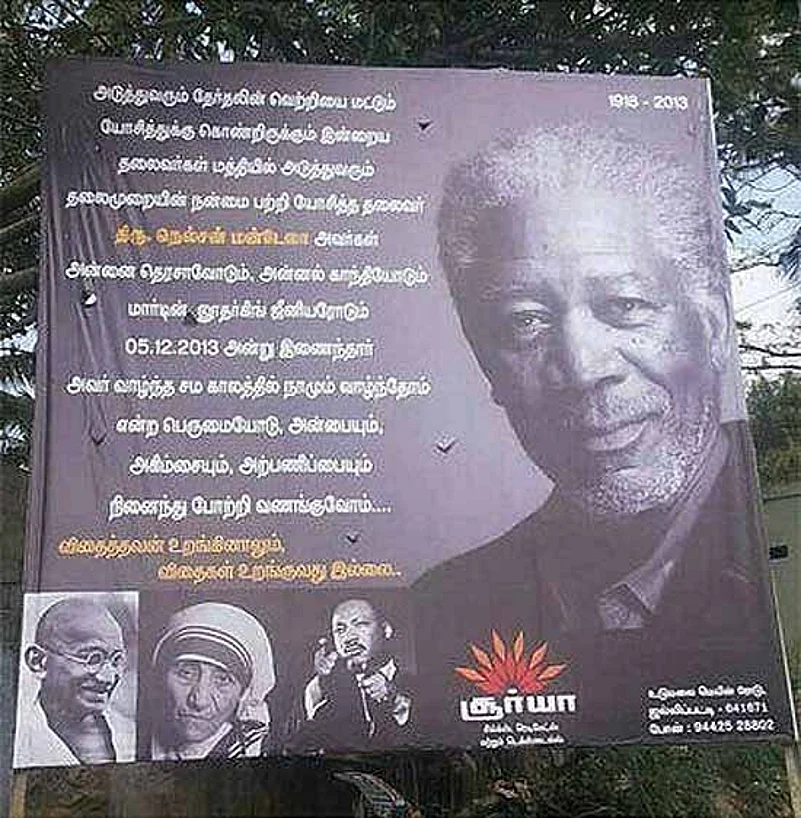 அடுத்துவரும் தேர்தலின் வெற்றியை மட்டும்
1918 - 2013
யோசித்துக்கு கொண்றிருக்கும் இன்றைய
தலைவர்கள் மத்தியில் அடுத்துவரும்
தலைமுறையின் நன்மை பற்றி யோசித்த தலைவர்
திரு. நெல்சன் மண்டேலா அவர்கள்
அன்னை தெரசாவோடும், அண்ணல் காந்தியோடும்
மார்டின் லூதர்கிங் ஜீனியரோடும்
05.12.2013 அன்று இணைந்தார்
அவர் வாழ்ந்த சம காலத்தில் நாமும் வாழ்ந்தோம்
என்ற பெருமையோடு, அன்பையும்,
அகிம்சையும், அற்பணிப்பையும்
நினைந்து போற்றி வணங்குவோம்....
விதைத்தவன் உறங்கினாலும்,
விதைகள் உறங்குவது இல்லை..
சூர்யா
உடுமலை மெயின் ரோடு,
ஜல்லிப்பட்டி - 641671
போன் : 94425 28802